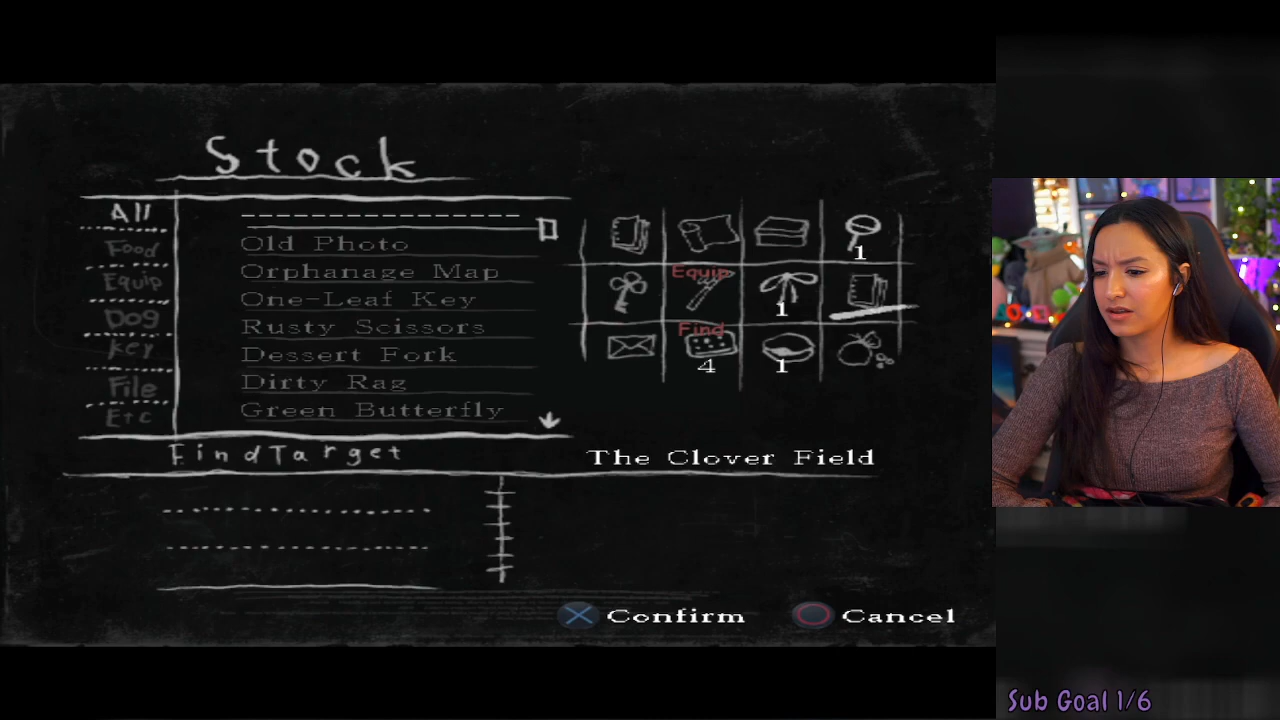 Stock
All
Food
Equip
Dog
Key
File
Etc
Old Photo
Orphanage Map
One-Leaf Key
Rusty Scissors
Dessert Fork
Dirty Rag
Green Butterfly
1
Equip
1
Find
4
1
FindTarget
The Clover Field
Confirm
Cancel
Sub Goal 1/6